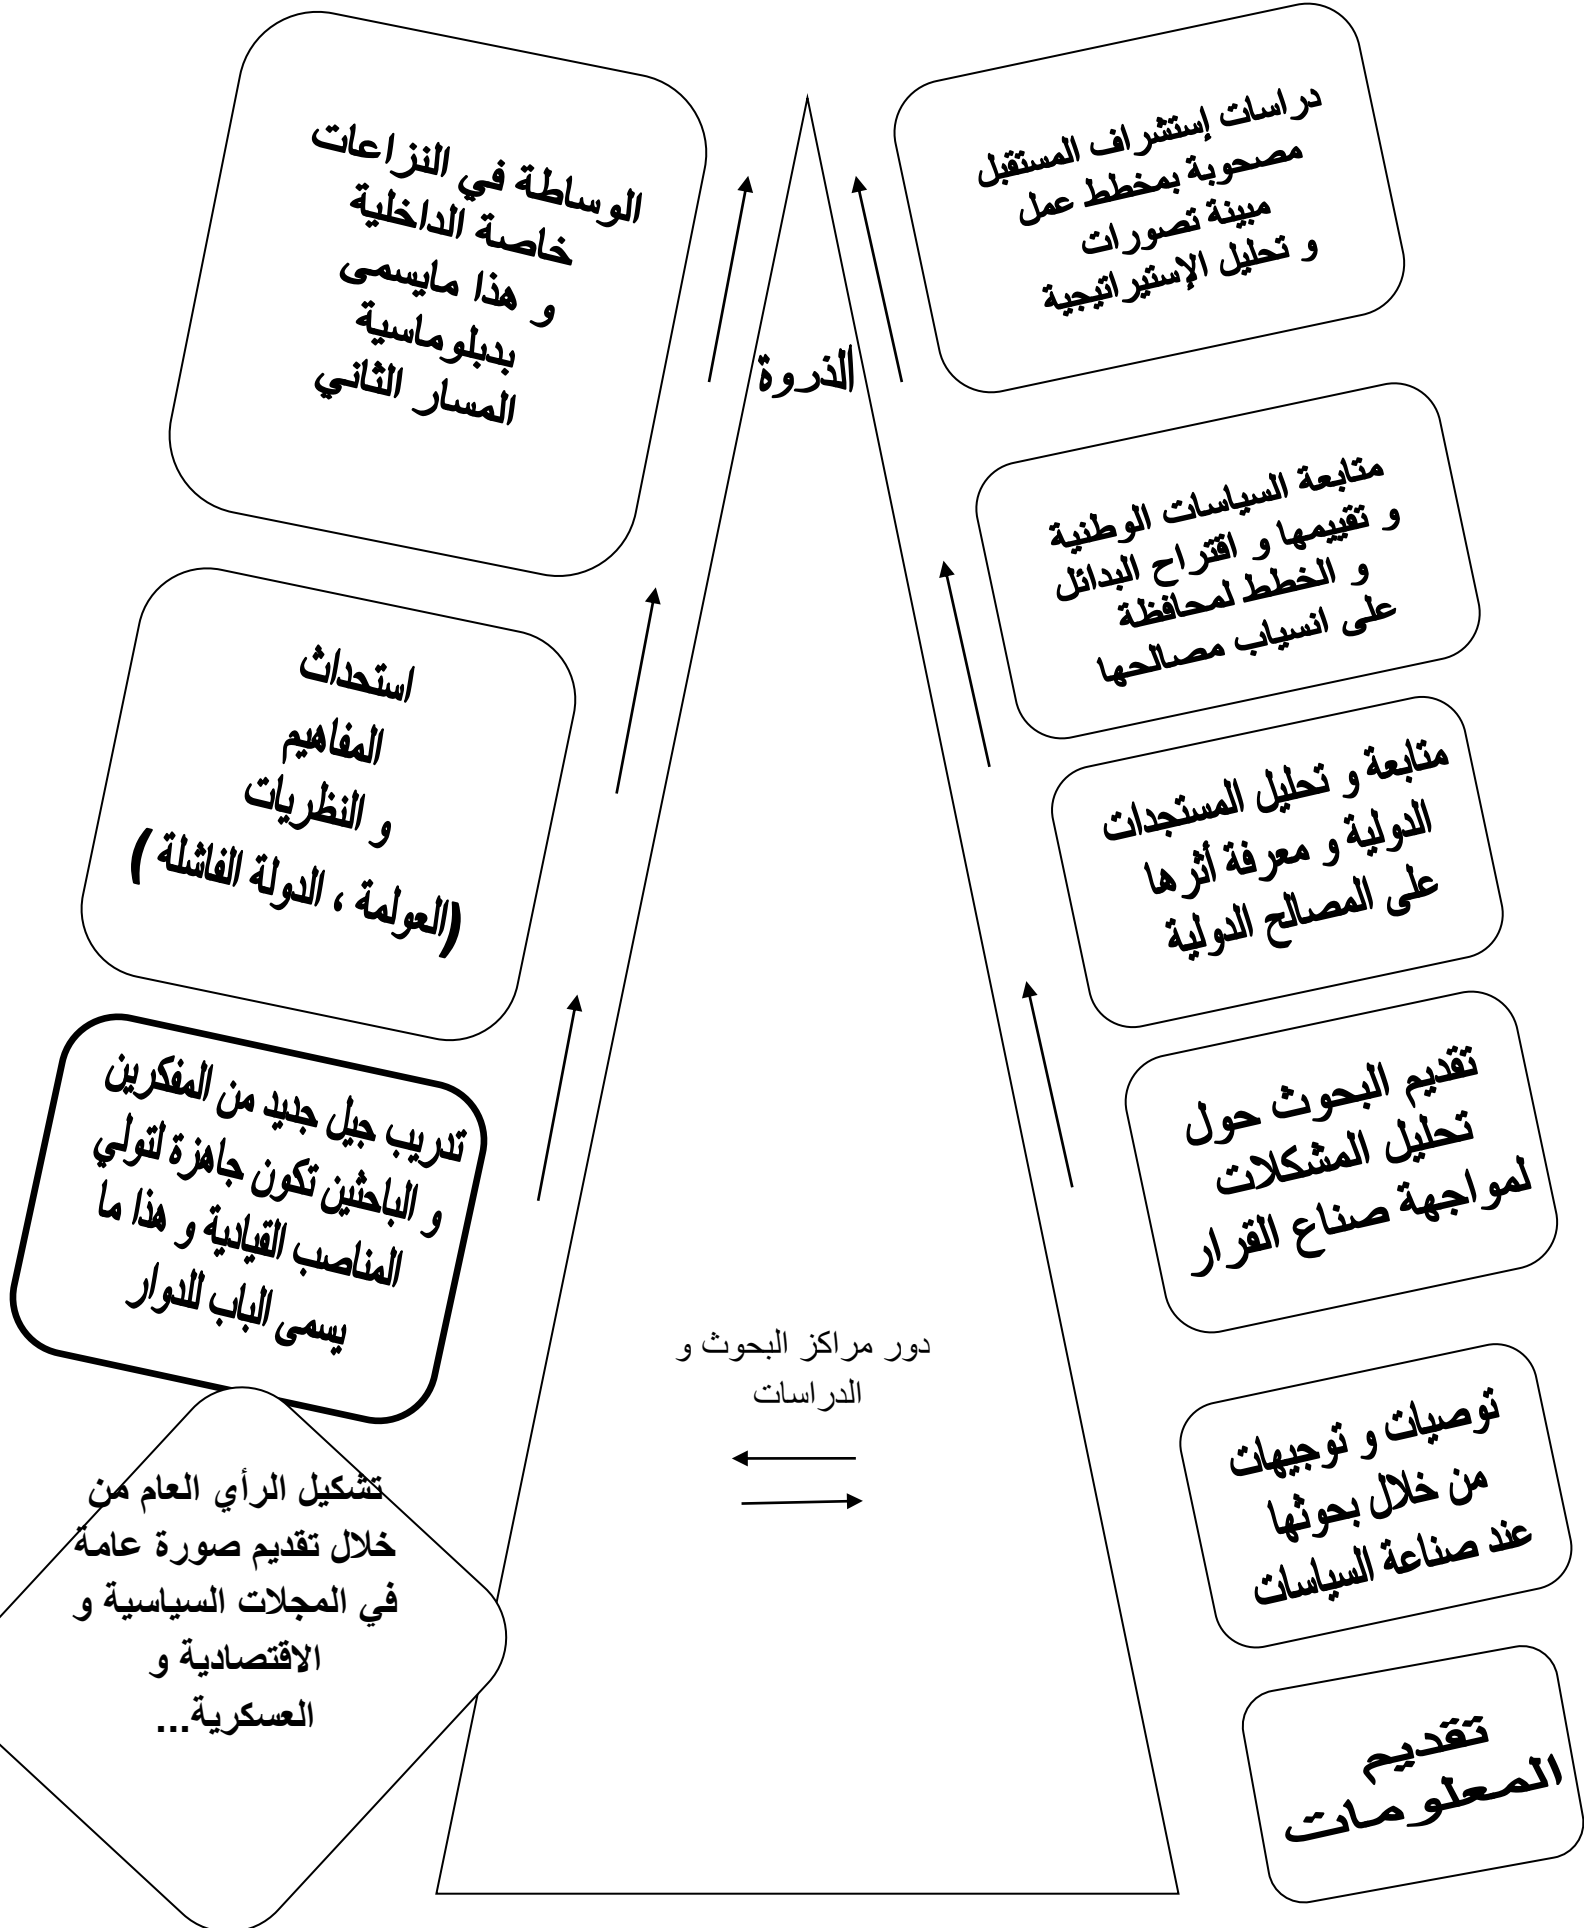 دراسات إستشراف المستقبل
مصحوبة بمخطط عمل
مبينة تصورات
و تحليل الإستيراتيجية
متابعة السياسات الوطنية
و تقييمها و اقتراح البدائل
و الخطط لمحافظة
على انسياب مصالحها
متابعة و تحليل المستجدات
الدولية و معرفة أثرها
على المصالح الدولية
تقديم البحوث حول
تحليل المشكلات
لمواجهة صناع القرار
توصيات و توجيهات
من خلال بحوثها
عند صناعة السياسات
تقديم
المعلومات
الذروة
دور مراكز البحوث و
الدراسات
الوساطة في النزاعات
خاصة الداخلية
و هذا مايسمى
بدبلوماسية
المسار الثاني
استحداث
المفاهيم
و النظريات
(العولمة ، الدولة الفاشلة )
تدريب جيل جديد من المفكرين
و الباحثين تكون جاهزة لتولي
المناصب القيادية و هذا ما
يسمى الباب للدوار
تشكيل الرأي العام من
خلال تقديم صورة عامة
في المجلات السياسية و
الاقتصادية و
العسكرية...